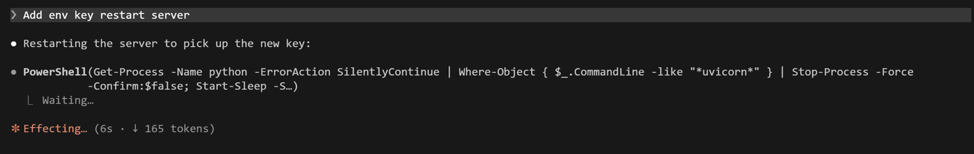 ❯ Add env key restart server
● Restarting the server to pick up the new key:
● PowerShell(Get-Process -Name python -ErrorAction SilentlyContinue | Where-Object { $_.CommandLine -like "*uvicorn*" } | Stop-Process -Force
-Confirm:$false; Start-Sleep -S…)
⎿ Waiting…
✻ Effecting… (6s · ↓ 165 tokens)